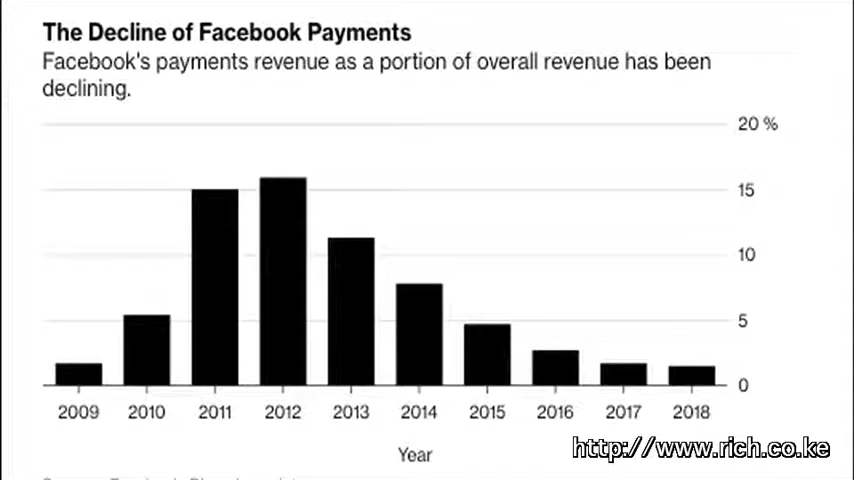 The Decline of Facebook Payments
Facebook's payments revenue as a portion of overall revenue has been
declining.
20 %
15
10
5
0
2009 2010 2011 2012 2013 2014 2015 2016 2017 2018
Year
http://www.rich.co.ke